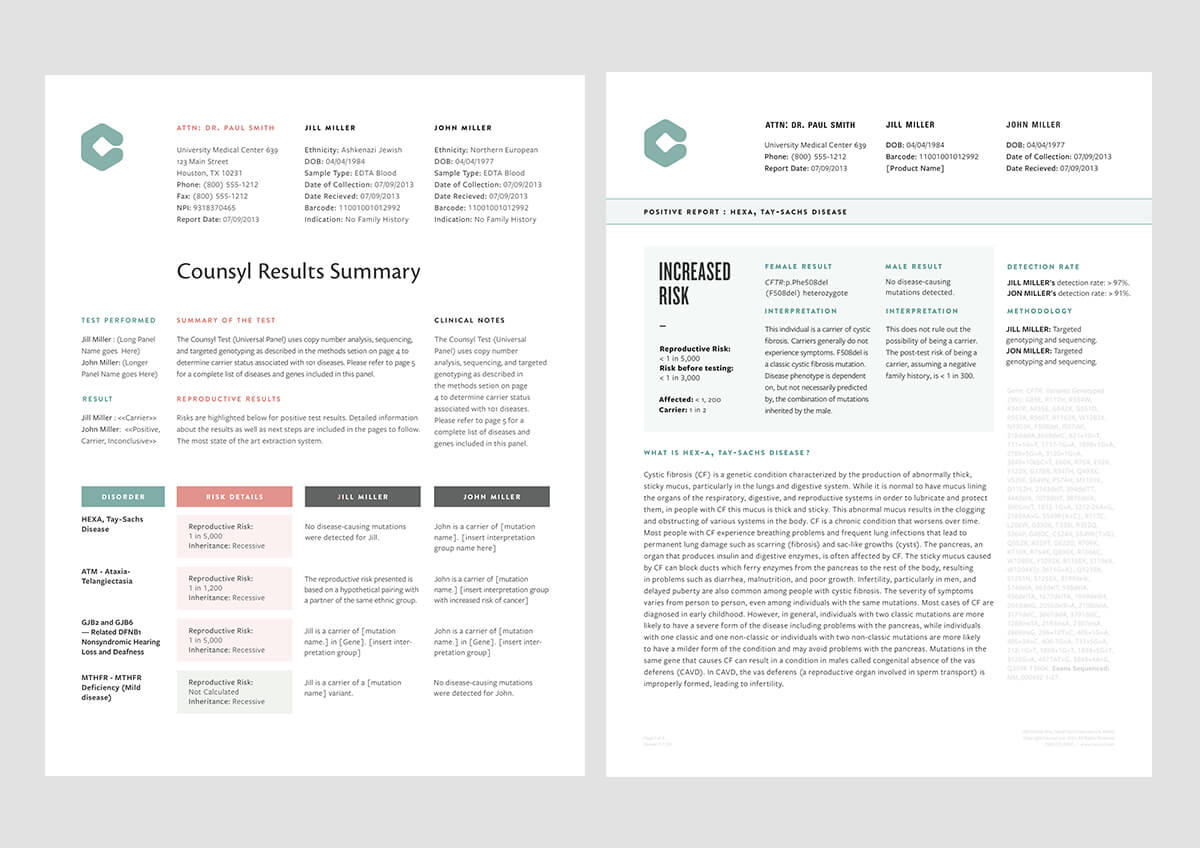 ATTN: DR. PAUL SMITH
University Medical Center 639
123 Main Street
Houston, TX 10231
Phone: (800) 555-1212
Fax: (800) 555-1212
NPI: 9318370465
Report Date: 07/09/2013
JILL MILLER
Ethnicity: Ashkenazi Jewish
DOB: 04/04/1984
Sample Type: EDTA Blood
Date of Collection: 07/09/2013
Date Recieved: 07/09/2013
Barcode: 11001001012992
Indication: No Family History
JOHN MILLER
Ethnicity: Northern European
DOB: 04/04/1977
Sample Type: EDTA Blood
Date of Collection: 07/09/2013
Date Recieved: 07/09/2013
Barcode: 11001001012992
Indication: No Family History
Counsyl Results Summary
TEST PERFORMED
Jill Miller : (Long Panel
Name goes Here)
John Miller: (Longer
Panel Name goes Here)
RESULT
Jill Miller : <<Carrier>>
John Miller: <<Positive,
Carrier, Inconclusive>>
SUMMARY OF THE TEST
The Counsyl Test (Universal Panel) uses copy number analysis, sequencing,
and targeted genotyping as described in the methods setion on page 4 to
determine carrier status associated with 101 diseases. Please refer to page 5
for a complete list of diseases and genes included in this panel.
REPRODUCTIVE RESULTS
Risks are highlighted below for positive test results. Detailed information
about the results as well as next steps are included in the pages to follow.
The most state of the art extraction system.
CLINICAL NOTES
The Counsyl Test (Universal
Panel) uses copy number
analysis, sequencing, and targeted
genotyping as described in
the methods setion on page
4 to determine carrier status
associated with 101 diseases.
Please refer to page 5 for a
complete list of diseases and
genes included in this panel.
DISORDER
RISK DETAILS
JILL MILLER
JOHN MILLER
HEXA, Tay-Sachs
Disease
Reproductive Risk:
1 in 5,000
Inheritance: Recessive
No disease-causing mutations
were detected for Jill.
John is a carrier of [mutation
name]. [insert interpretation
group name here]
ATM - Ataxia-
Telangiectasia
Reproductive Risk:
1 in 1,200
Inheritance: Recessive
The reproductive risk presented is
based on a hypothetical pairing with
a partner of the same ethnic group.
John is a carrier of [mutation
name.] [insert interpretation group
with increased risk of cancer]
GJB2 and GJB6
— Related DFNB1
Nonsyndromic Hearing
Loss and Deafness
Reproductive Risk:
1 in 5,000
Inheritance: Recessive
Jill is a carrier of [mutation
name.] in [Gene]. [insert inter-
pretation group]
John is a carrier of [mutation
name.] in [Gene]. [insert inter-
pretation group]
MTHFR - MTHFR
Deficiency (Mild
disease)
Reproductive Risk:
Not Calculated
Inheritance: Recessive
Jill is a carrier of a [mutation
name] variant.
No disease-causing mutations
were detected for John.
ATTN: DR. PAUL SMITH
University Medical Center 639
Phone: (800) 555-1212
Report Date: 07/09/2013
JILL MILLER
DOB: 04/04/1984
Barcode: 11001001012992
[Product Name]
JOHN MILLER
DOB: 04/04/1977
Date of Collection: 07/09/2013
Date Recieved: 07/09/2013
POSITIVE REPORT : HEXA, TAY-SACHS DISEASE
INCREASED
RISK
—
Reproductive Risk:
< 1 in 5,000
Risk before testing:
< 1 in 3,000
Affected: < 1, 200
Carrier: 1 in 2
FEMALE RESULT
CFTR:p.Phe508del
(F508del) heterozygote
INTERPRETATION
This individual is a carrier of cystic
fibrosis. Carriers generally do not
experience symptoms. F508del is
a classic cystic fibrosis mutation.
Disease phenotype is dependent
on, but not necessarily predicted
by, the combination of mutations
inherited by the male.
MALE RESULT
No disease-causing
mutations detected.
INTERPRETATION
This does not rule out the
possibility of being a carrier.
The post-test risk of being a
carrier, assuming a negative
family history, is < 1 in 300.
DETECTION RATE
JILL MILLER's detection rate: > 97%.
JON MILLER's detection rate: > 91%.
METHODOLOGY
JILL MILLER: Targeted
genotyping and sequencing.
JON MILLER: Targeted
genotyping and sequencing.
WHAT IS HEX-A, TAY-SACHS DISEASE?
Cystic fibrosis (CF) is a genetic condition characterized by the production of abnormally thick,
sticky mucus, particularly in the lungs and digestive system. While it is normal to have mucus lining
the organs of the respiratory, digestive, and reproductive systems in order to lubricate and protect
them, in people with CF this mucus is thick and sticky. This abnormal mucus results in the clogging
and obstructing of various systems in the body. CF is a chronic condition that worsens over time.
Most people with CF experience breathing problems and frequent lung infections that lead to
permanent lung damage such as scarring (fibrosis) and sac-like growths (cysts). The pancreas, an
organ that produces insulin and digestive enzymes, is often affected by CF. The sticky mucus caused
by CF can block ducts which ferry enzymes from the pancreas to the rest of the body, resulting
in problems such as diarrhea, malnutrition, and poor growth. Infertility, particularly in men, and
delayed puberty are also common among people with cystic fibrosis. The severity of symptoms
varies from person to person, even among individuals with the same mutations. Most cases of CF are
diagnosed in early childhood. However, in general, individuals with two classic mutations are more
likely to have a severe form of the disease including problems with the pancreas, while individuals
with one classic and one non-classic or individuals with two non-classic mutations are more likely
to have a milder form of the condition and may avoid problems with the pancreas. Mutations in the
same gene that causes CF can result in a condition in males called congenital absence of the vas
deferens (CAVD). In CAVD, the vas deferens (a reproductive organ involved in sperm transport) is
improperly formed, leading to infertility.